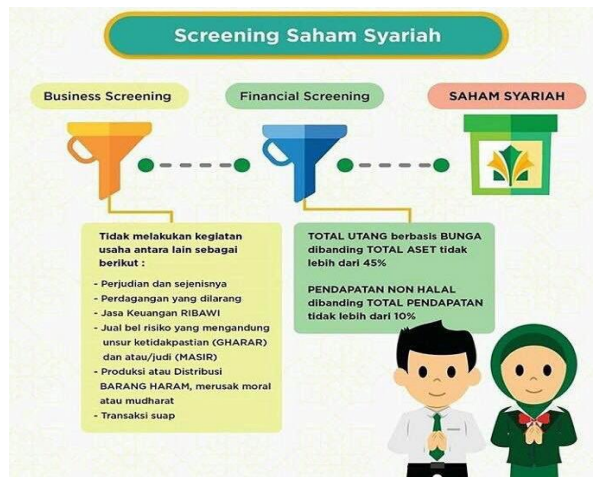 Screening Saham Syariah
Business Screening
Financial Screening
SAHAM SYARIAH
Tidak melakukan kegiatan
usaha antara lain sebagai
berikut :
- Perjudian dan sejenisnya
- Perdagangan yang dilarang
- Jasa Keuangan RIBAWI
- Jual bel risiko yang mengandung
unsur ketidakpastian (GHARAR)
dan atau/judi (MASIR)
- Produksi atau Distribusi
BARANG HARAM, merusak moral
atau mudharat
- Transaksi suap
TOTAL UTANG berbasis BUNGA
dibanding TOTAL ASET tidak
lebih dari 45%
PENDAPATAN NON HALAL
dibanding TOTAL PENDAPATAN
tidak lebih dari 10%